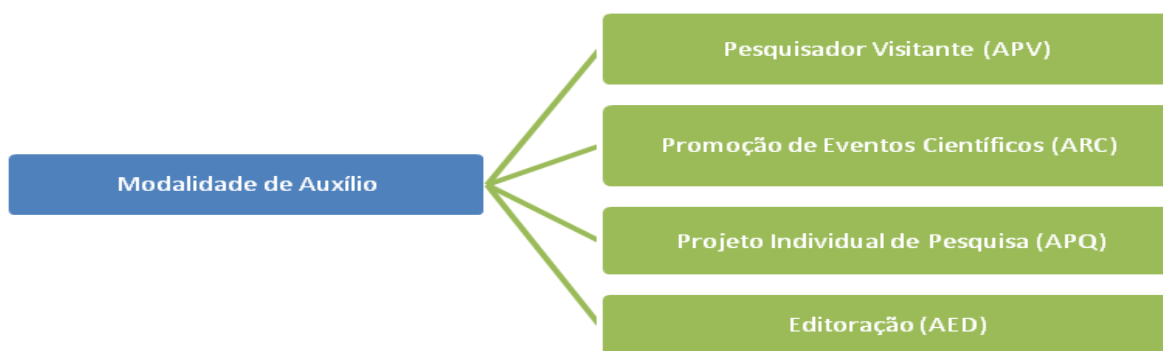 Pesquisador Visitante (APV)
Promoção de Eventos Científicos (ARC)
Modalidade de Auxílio
Projeto Individual de Pesquisa (APQ)
Editoração (AED)